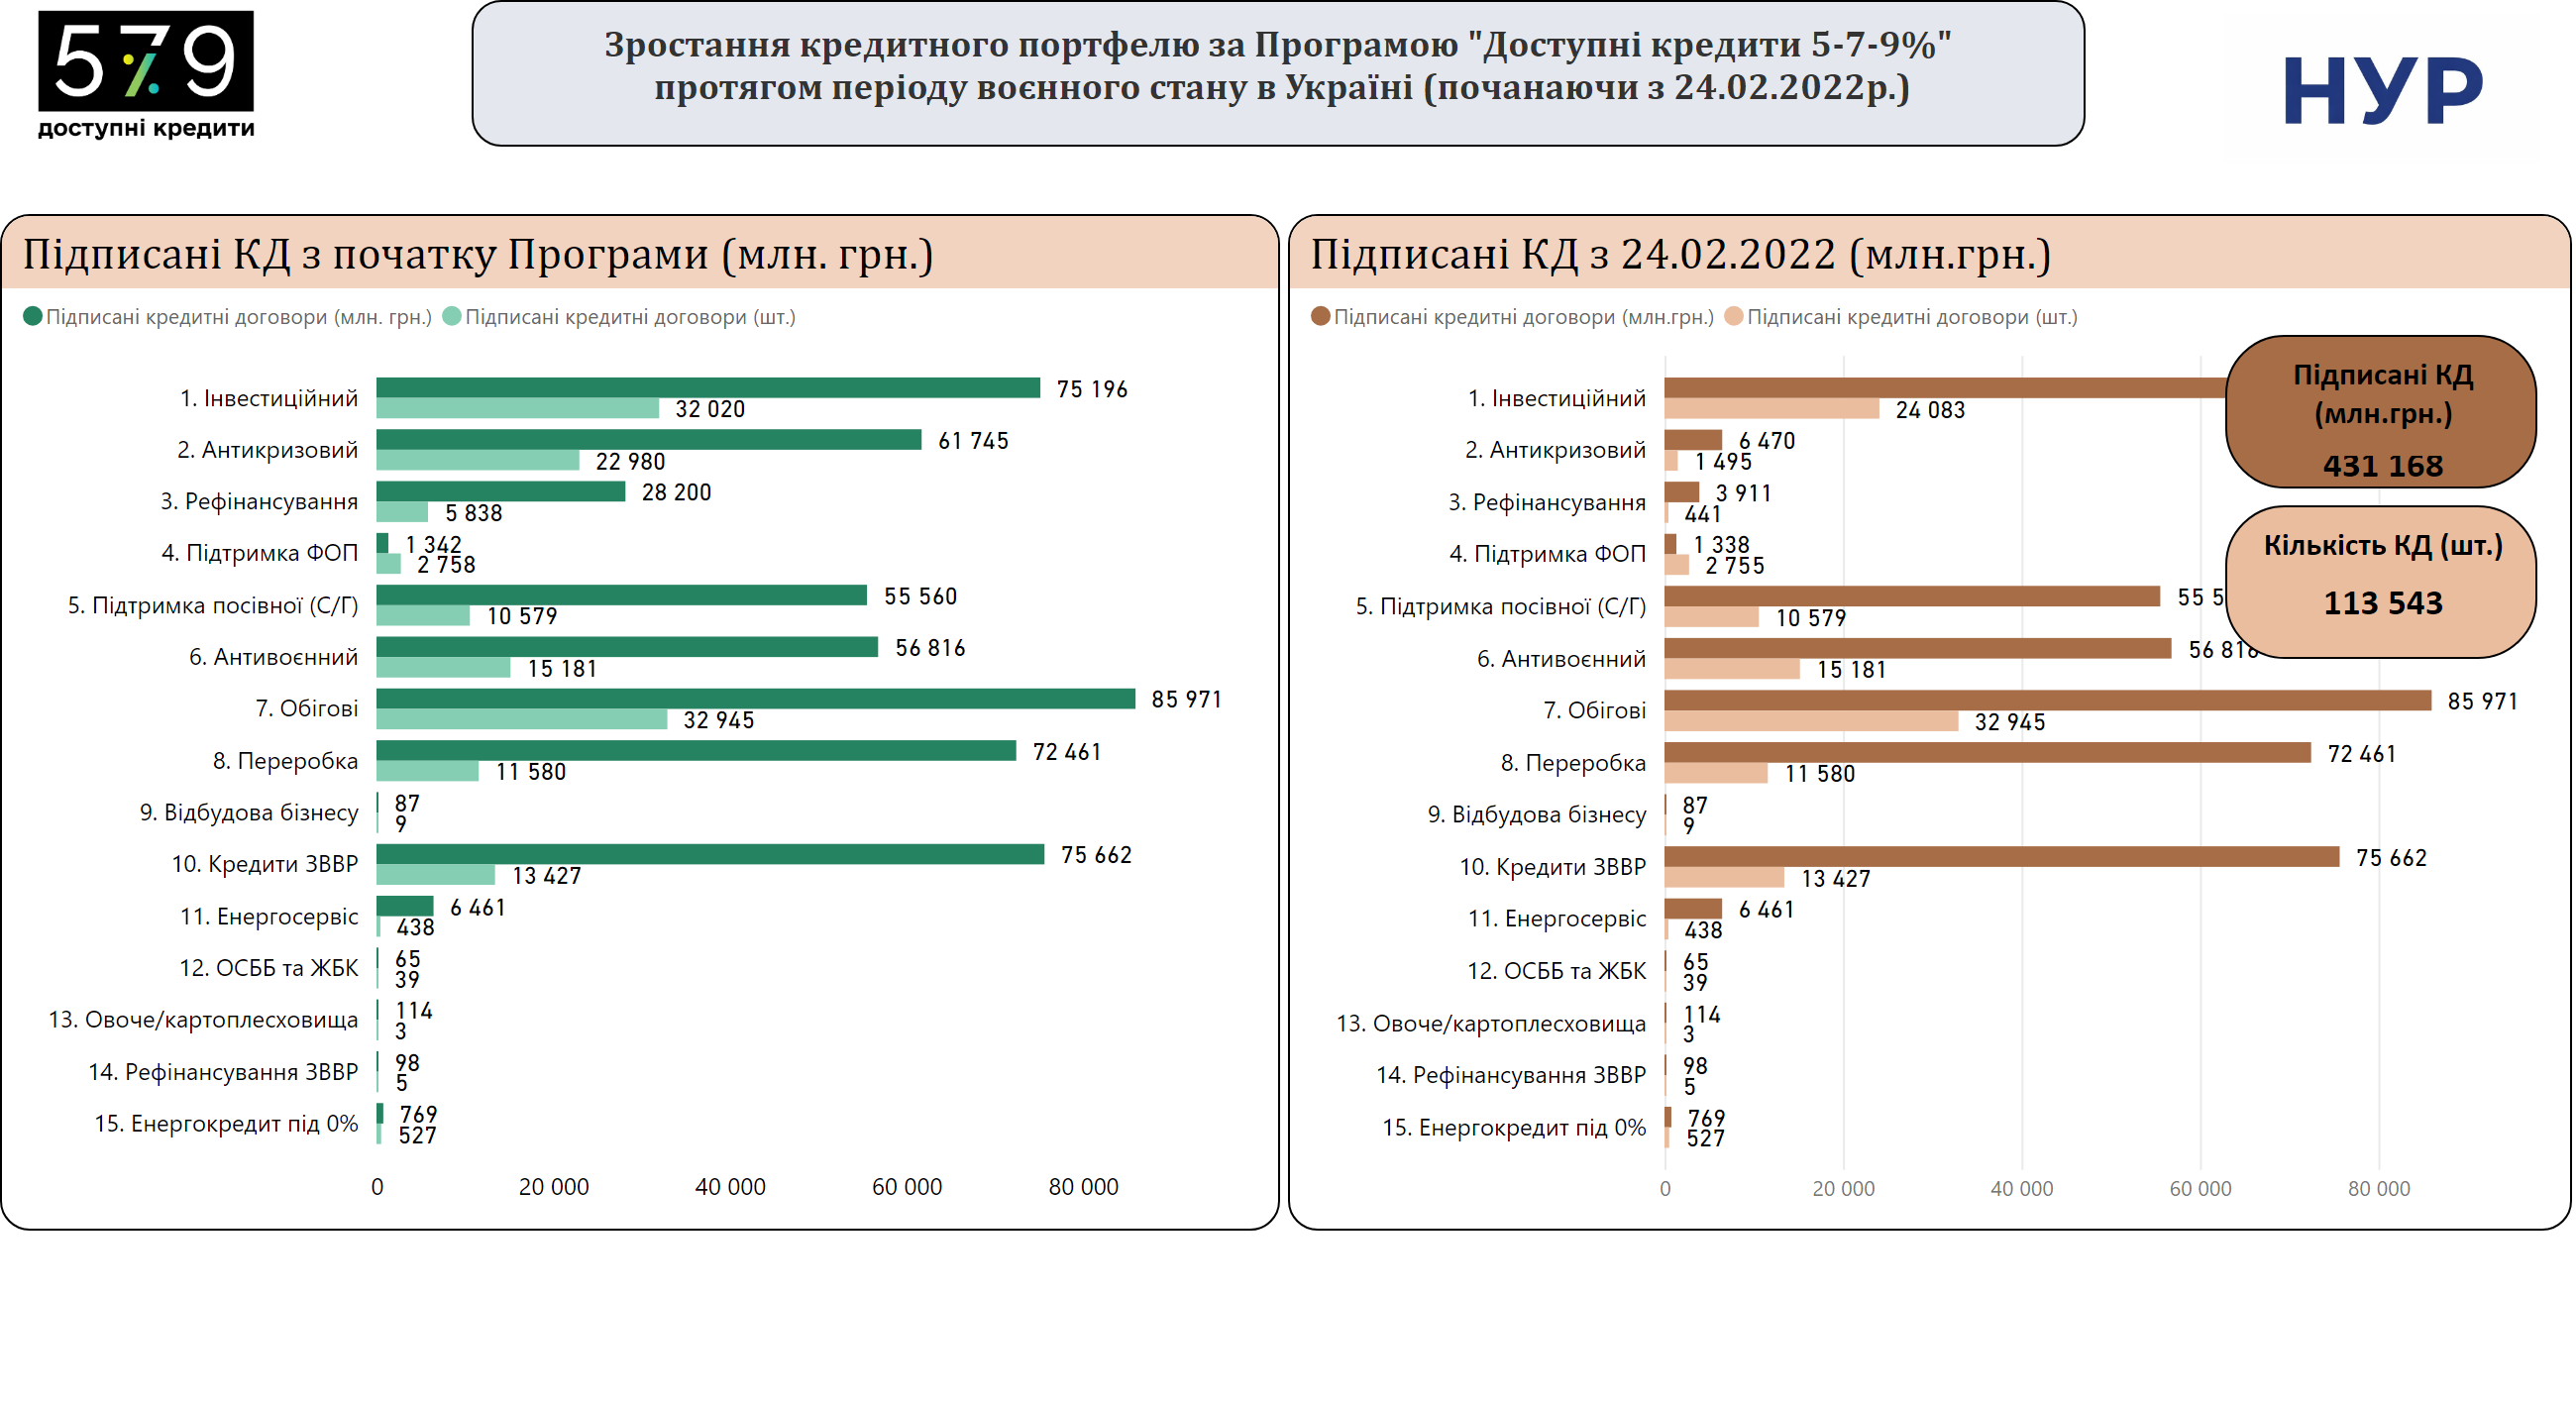 579
доступні кредити
Зростання кредитного портфелю за Програмою "Доступні кредити 5-7-9%"
протягом періоду воєнного стану в Україні (починаючи з 24.02.2022р.)
НУР
Підписані КД з початку Програми (млн. грн.)
Підписані кредитні договори (млн. грн.) Підписані кредитні договори (шт.)
1. Інвестиційний 75 196
32 020
2. Антикризовий 61 745
22 980
3. Рефінансування 28 200
5 838
4. Підтримка ФОП 1 342
2 758
5. Підтримка посівної (С/Г) 55 560
10 579
6. Антивоєнний 56 816
15 181
7. Обігові 85 971
32 945
8. Переробка 72 461
11 580
9. Відбудова бізнесу 87
9
10. Кредити ЗВВР 75 662
13 427
11. Енергосервіс 6 461
438
12. ОСББ та ЖБК 65
39
13. Овоче/картоплесховища 114
3
14. Рефінансування ЗВВР 98
5
15. Енергокредит під 0% 769
527
0 20 000 40 000 60 000 80 000
Підписані КД з 24.02.2022 (млн.грн.)
Підписані кредитні договори (млн.грн.) Підписані кредитні договори (шт.)
1. Інвестиційний
24 083
2. Антикризовий 6 470
1 495
3. Рефінансування 3 911
441
4. Підтримка ФОП 1 338
2 755
5. Підтримка посівної (С/Г) 55 5
10 579
6. Антивоєнний 56 816
15 181
7. Обігові 85 971
32 945
8. Переробка 72 461
11 580
9. Відбудова бізнесу 87
9
10. Кредити ЗВВР 75 662
13 427
11. Енергосервіс 6 461
438
12. ОСББ та ЖБК 65
39
13. Овоче/картоплесховища 114
3
14. Рефінансування ЗВВР 98
5
15. Енергокредит під 0% 769
527
0 20 000 40 000 60 000 80 000
Підписані КД
(млн.грн.)
431 168
Кількість КД (шт.)
113 543